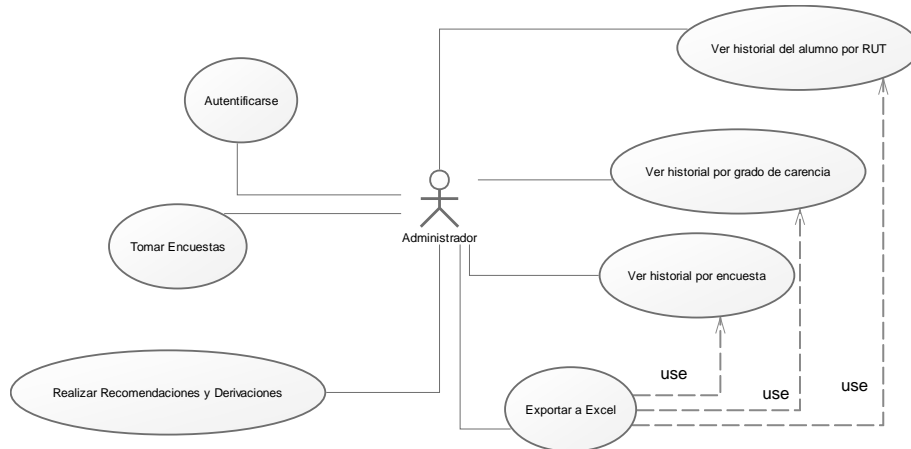 Ver historial del alumno por RUT
Autentificarse
Ver historial por grado de carencia
Administrador
Tomar Encuestas
Ver historial por encuesta
use
use
use
Realizar Recomendaciones y Derivaciones
Exportar a Excel